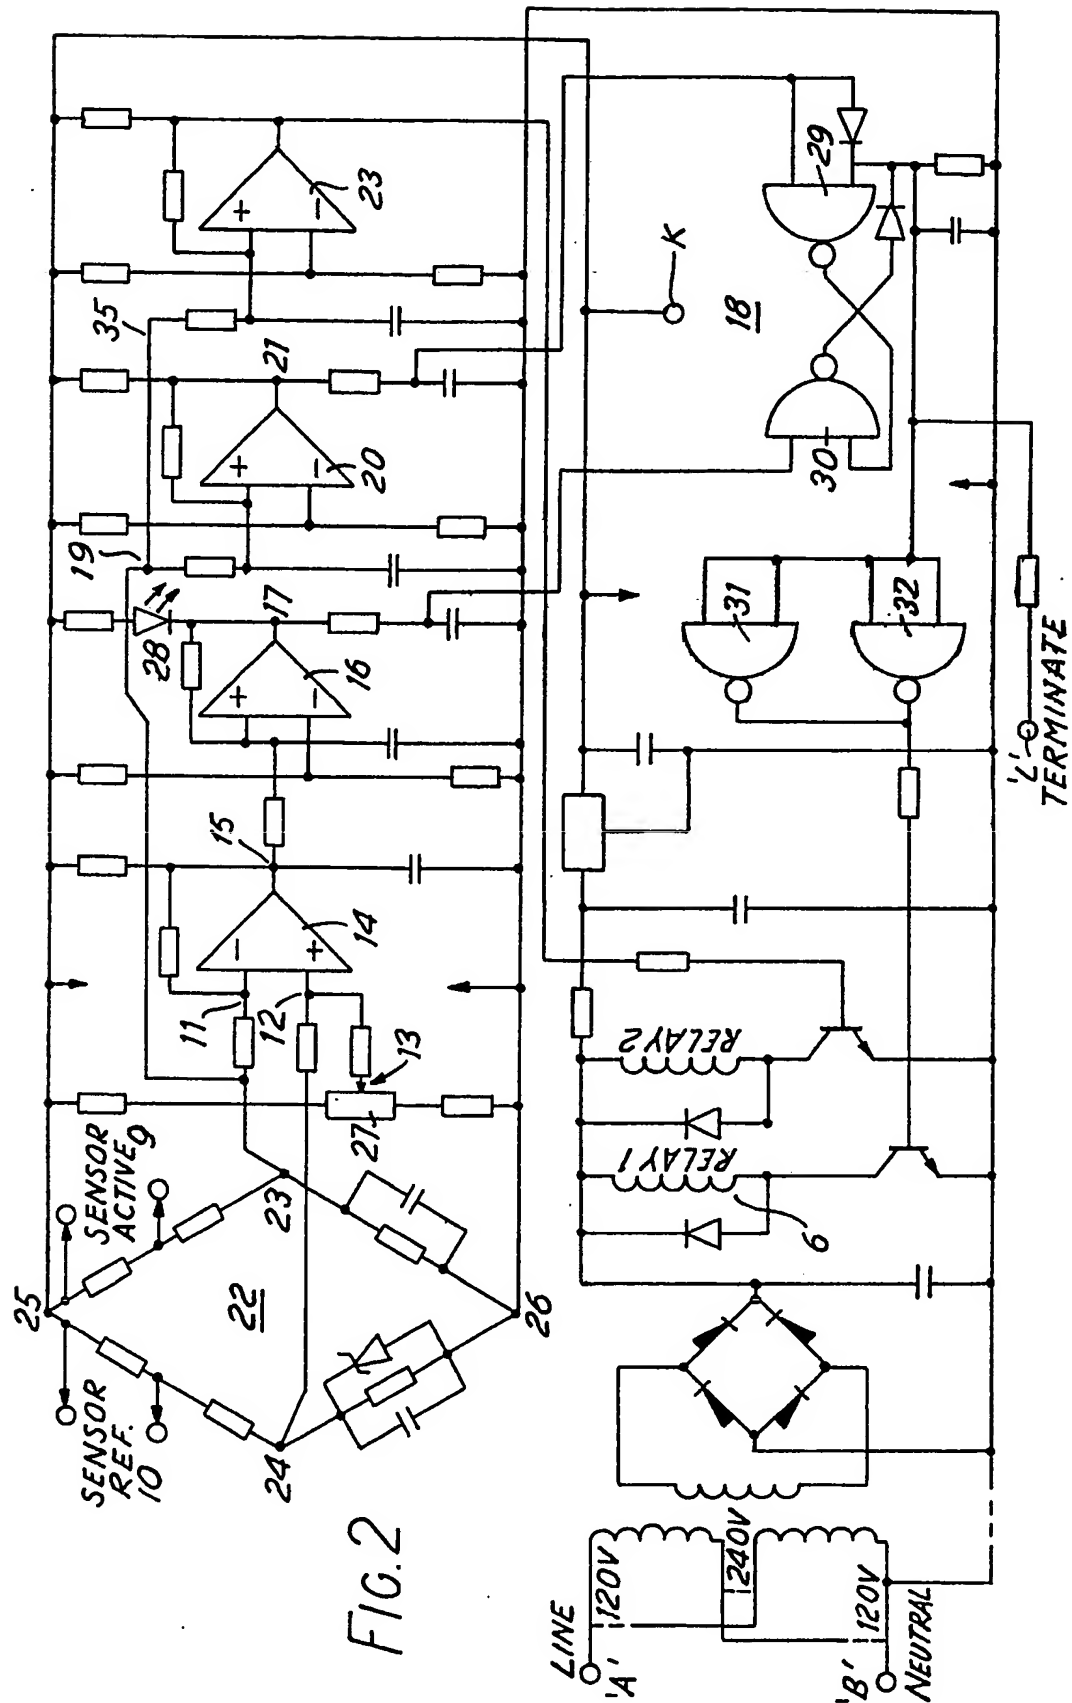 FIG. 2
25
SENSOR
ACTIVE 9
SENSOR
REF.
10
22
23
24
26
11
12
13
27
14
15
16
17
28
19
20
21
35
23
+
−
+
−
+
−
−
+
K
18
29
30
31
32
'L'
TERMINATE
RELAY 2
RELAY 1
6
LINE
'A'
120V
240V
120V
'B'
NEUTRAL